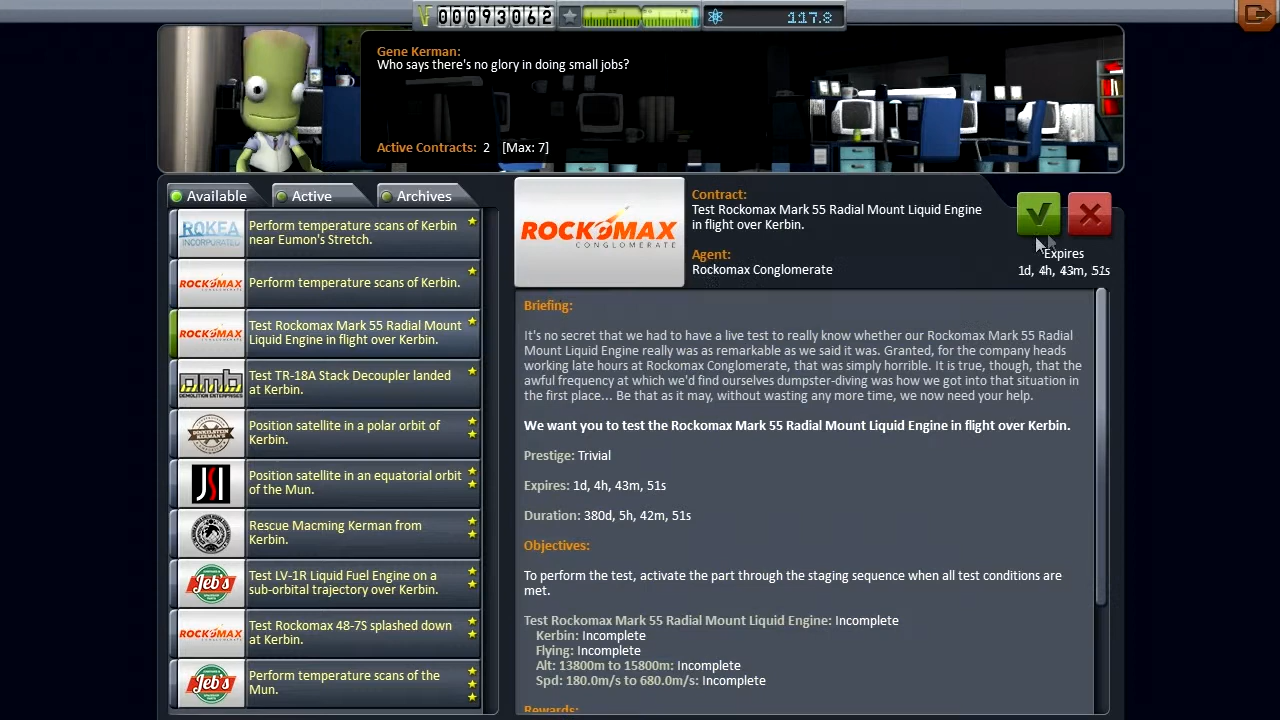 00093062
117.8
Gene Kerman:
Who says there's no glory in doing small jobs?
Active Contracts: 2 [Max: 7]
Available
Active
Archives
ROKEA
INCORPORATED
Perform temperature scans of Kerbin
near Eumon's Stretch.
ROCKOMAX
Perform temperature scans of Kerbin.
ROCKOMAX
Test Rockomax Mark 55 Radial Mount
Liquid Engine in flight over Kerbin.
omb
DEMOLITION ENTERPRISES
Test TR-18A Stack Decoupler landed
at Kerbin.
Position satellite in a polar orbit of
Kerbin.
JSI
Position satellite in an equatorial orbit
of the Mun.
Rescue Macming Kerman from
Kerbin.
Jeb's
Test LV-1R Liquid Fuel Engine on a
sub-orbital trajectory over Kerbin.
ROCKOMAX
Test Rockomax 48-7S splashed down
at Kerbin.
Jeb's
Perform temperature scans of the
Mun.
ROCKOMAX
CONGLOMERATE
Contract:
Test Rockomax Mark 55 Radial Mount Liquid Engine
in flight over Kerbin.
Agent:
Rockomax Conglomerate
Expires
1d, 4h, 43m, 51s
Briefing:
It's no secret that we had to have a live test to really know whether our Rockomax Mark 55 Radial
Mount Liquid Engine really was as remarkable as we said it was. Granted, for the company heads
working late hours at Rockomax Conglomerate, that was simply horrible. It is true, though, that the
awful frequency at which we'd find ourselves dumpster-diving was how we got into that situation in
the first place... Be that as it may, without wasting any more time, we now need your help.
We want you to test the Rockomax Mark 55 Radial Mount Liquid Engine in flight over Kerbin.
Prestige: Trivial
Expires: 1d, 4h, 43m, 51s
Duration: 380d, 5h, 42m, 51s
Objectives:
To perform the test, activate the part through the staging sequence when all test conditions are
met.
Test Rockomax Mark 55 Radial Mount Liquid Engine: Incomplete
Kerbin: Incomplete
Flying: Incomplete
Alt: 13800m to 15800m: Incomplete
Spd: 180.0m/s to 680.0m/s: Incomplete
Rewards: